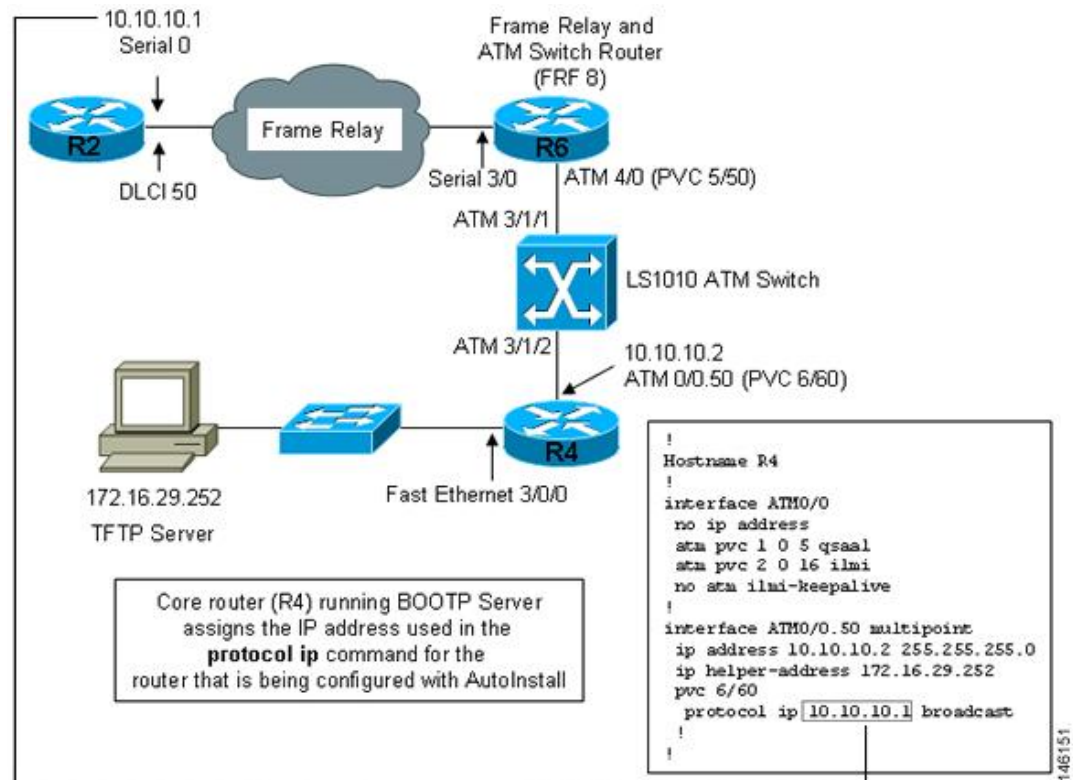 10.10.10.1
Serial 0
Frame Relay and
ATM Switch Router
(FRF 8)
R2
Frame Relay
R6
DLCI 50
Serial 3/0
ATM 4/0 (PVC 5/50)
ATM 3/1/1
LS1010 ATM Switch
ATM 3/1/2
10.10.10.2
ATM 0/0.50 (PVC 6/60)
R4
172.16.29.252
TFTP Server
Fast Ethernet 3/0/0
Core router (R4) running BOOTP Server
assigns the IP address used in the
protocol ip command for the
router that is being configured with AutoInstall
!
Hostname R4
!
interface ATM0/0
no ip address
atm pvc 1 0 5 qsaal
atm pvc 2 0 16 ilmi
no atm ilmi-keepalive
!
interface ATM0/0.50 multipoint
ip address 10.10.10.2 255.255.255.0
ip helper-address 172.16.29.252
pvc 6/60
protocol ip 10.10.10.1 broadcast
!
!
146151